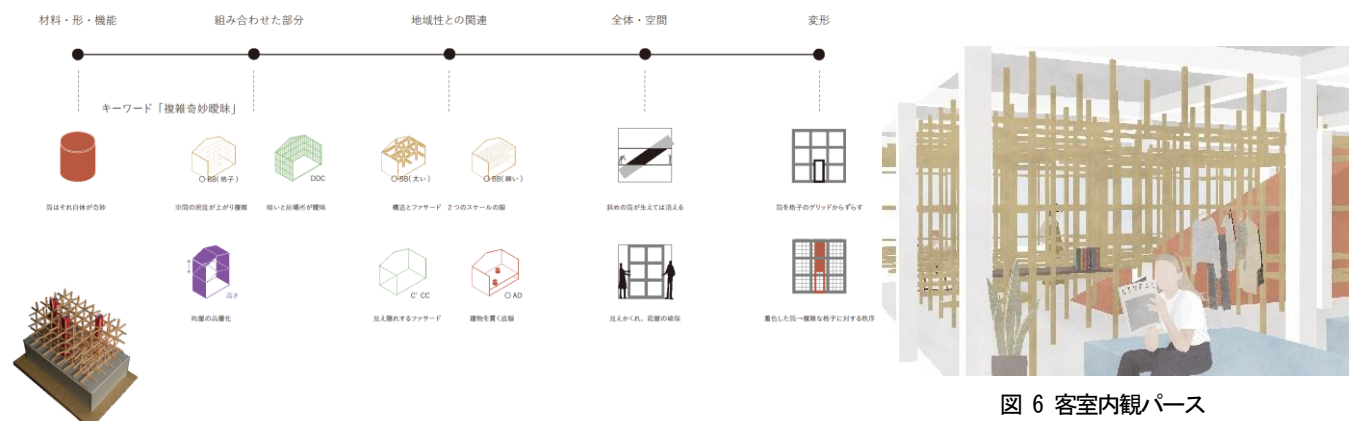 材料・形・機能
組み合わせた部分
地域性との関連
全体・空間
変形
キーワード「複雑奇妙曖昧」
○BB(格子)
DDC
○BB(太い)
○BB(細い)
筒はそれ自体が奇妙
空間の密度が上がり複雑
暗いと居場所が曖昧
構造とファサード
2つのスケールの線
斜めの筒が生えては消える
筒を格子のグリッドからずらす
高さ
C' CC
○AD
町屋の高層化
見え隠れするファサード
建物を貫く直線
見えかくれ、距離の確保
着色した筒→複雑な格子に対する秩序
図 6 客室内観パース